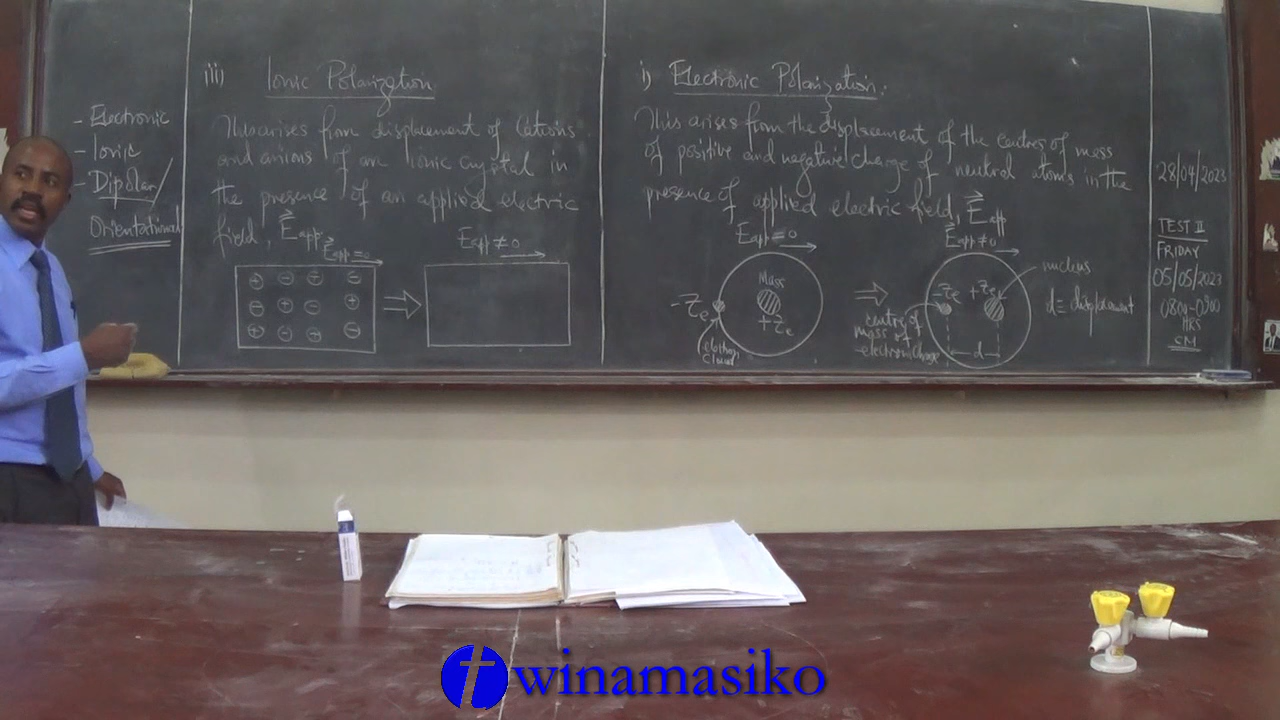 - Electronic
- Ionic
- Dipolar/
Orientational
iii) Ionic Polarization
This arises from displacement of Cations
and anions of an Ionic Crystal in
the presence of an applied electric
field, E⃗app.
E⃗app=0
Eapp≠0
+ - + -
- + - +
+ - + -
i) Electronic Polarization.
This arises from the displacement of the centres of mass
of positive and negative charge of neutral atoms in the
presence of applied electric field, E⃗app
Eapp=0
E⃗app≠0
Mass
+Ze
-Ze
cloud
-Ze
+Ze
nucleus
centre of
mass of
electron charge
d
d≡displacement
28/04/2023
TEST II
FRIDAY
05/05/2023
0800-0900
HRS
CM
twinamasiko